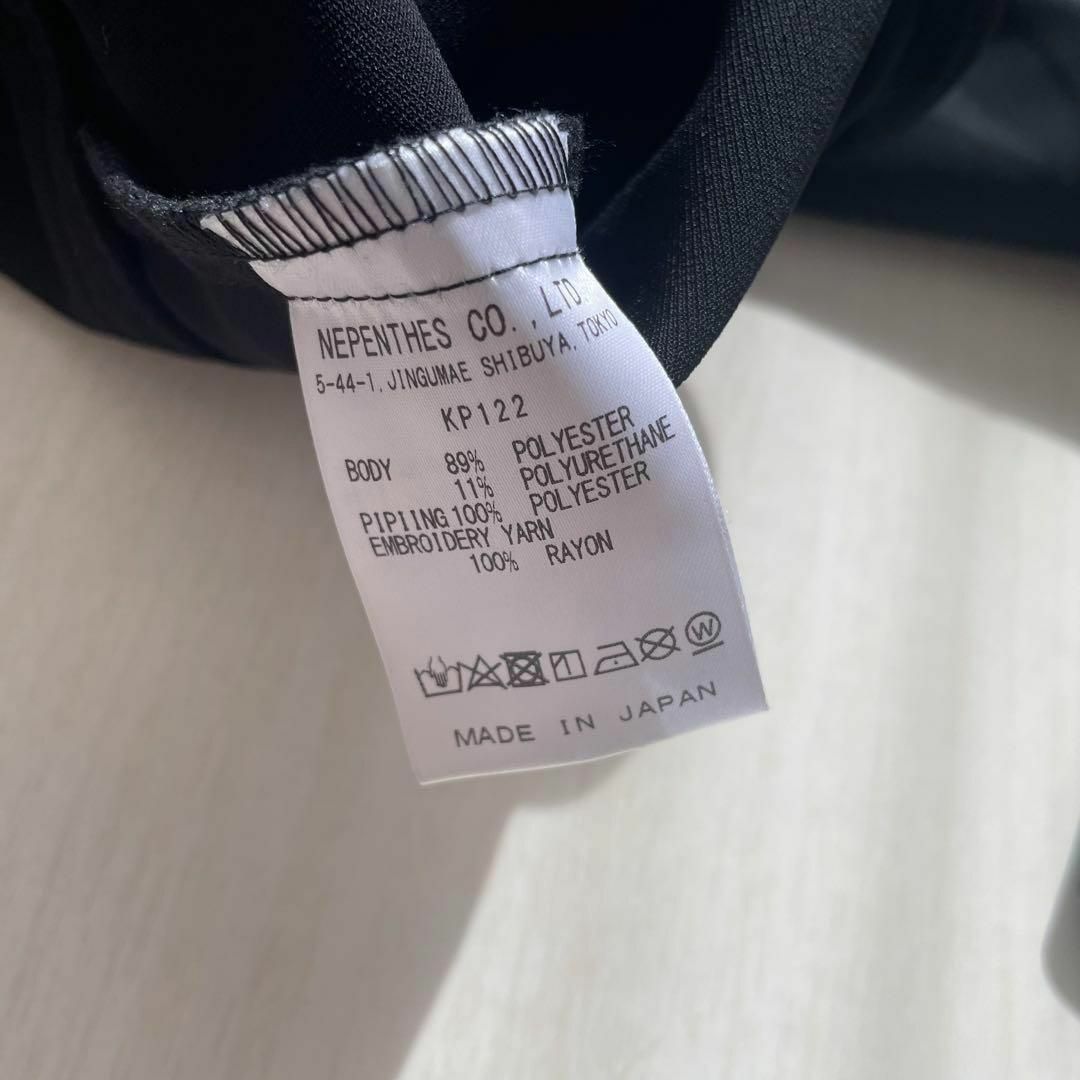 NEPENTHES CO., LTD.
5-44-1, JINGUMAE SHIBUYA, TOKYO
KP122
BODY 89% POLYESTER
11% POLYURETHANE
PIPIING 100% POLYESTER
EMBROIDERY YARN
100% RAYON
W
MADE IN JAPAN